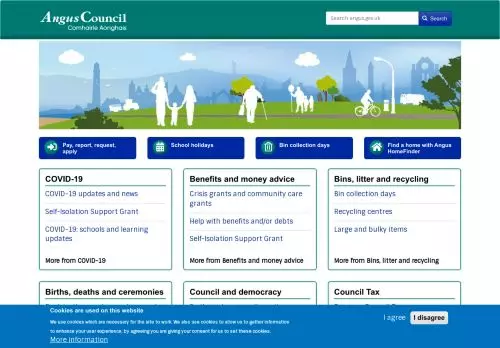 Angus Council
Comhairle Aonghais
Search angus.gov.uk
Search
Pay, report, request,
apply
School holidays
Bin collection days
Find a home with Angus
HomeFinder
COVID-19
COVID-19 updates and news
Self-Isolation Support Grant
COVID-19: schools and learning
updates
More from COVID-19
Benefits and money advice
Crisis grants and community care
grants
Help with benefits and/or debts
Self-Isolation Support Grant
More from Benefits and money advice
Bins, litter and recycling
Bin collection days
Recycling centres
Large and bulky items
More from Bins, litter and recycling
Births, deaths and ceremonies
Council and democracy
Council Tax
Cookies are used on this website
We use cookies which are necessary for the site to work. We also use cookies to allow us to gather information
to enhance your user experience, by agreeing you are giving your consent for us to set these cookies.
More information
I agree
I disagree